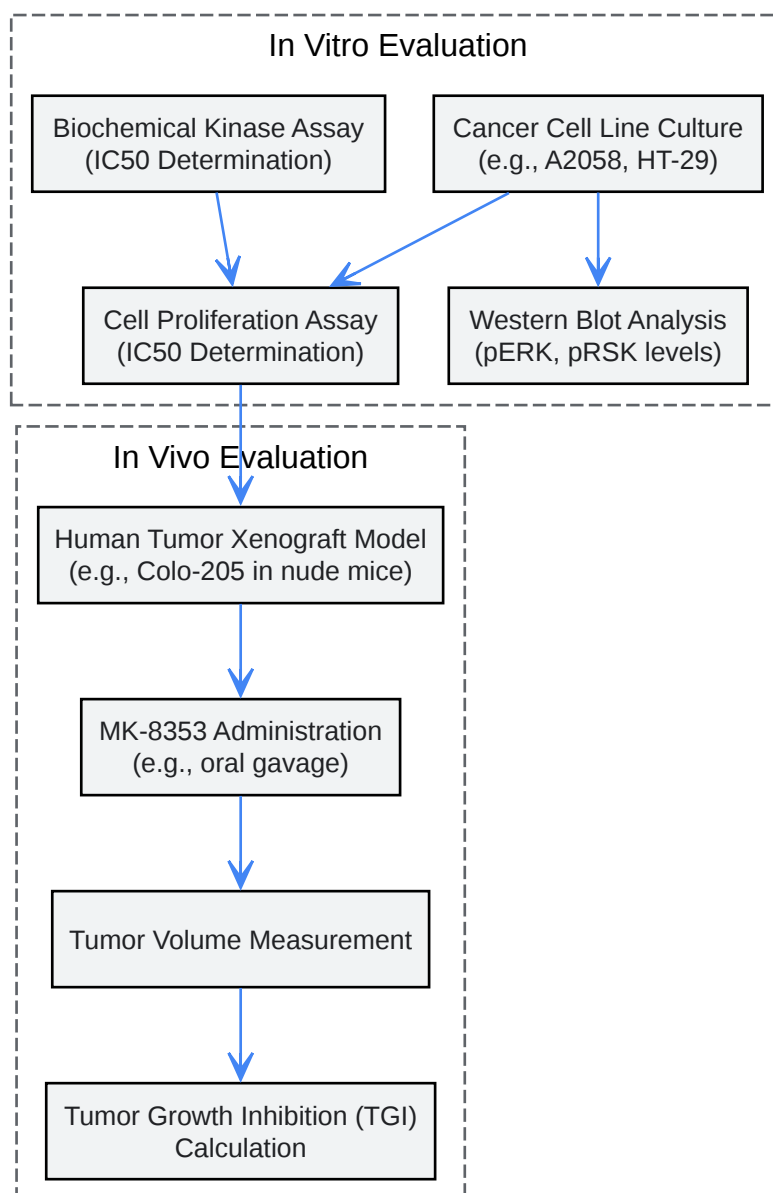 In Vitro Evaluation
Biochemical Kinase Assay
(IC50 Determination)
Cancer Cell Line Culture
(e.g., A2058, HT-29)
Cell Proliferation Assay
(IC50 Determination)
Western Blot Analysis
(pERK, pRSK levels)
In Vivo Evaluation
Human Tumor Xenograft Model
(e.g., Colo-205 in nude mice)
MK-8353 Administration
(e.g., oral gavage)
Tumor Volume Measurement
Tumor Growth Inhibition (TGI)
Calculation